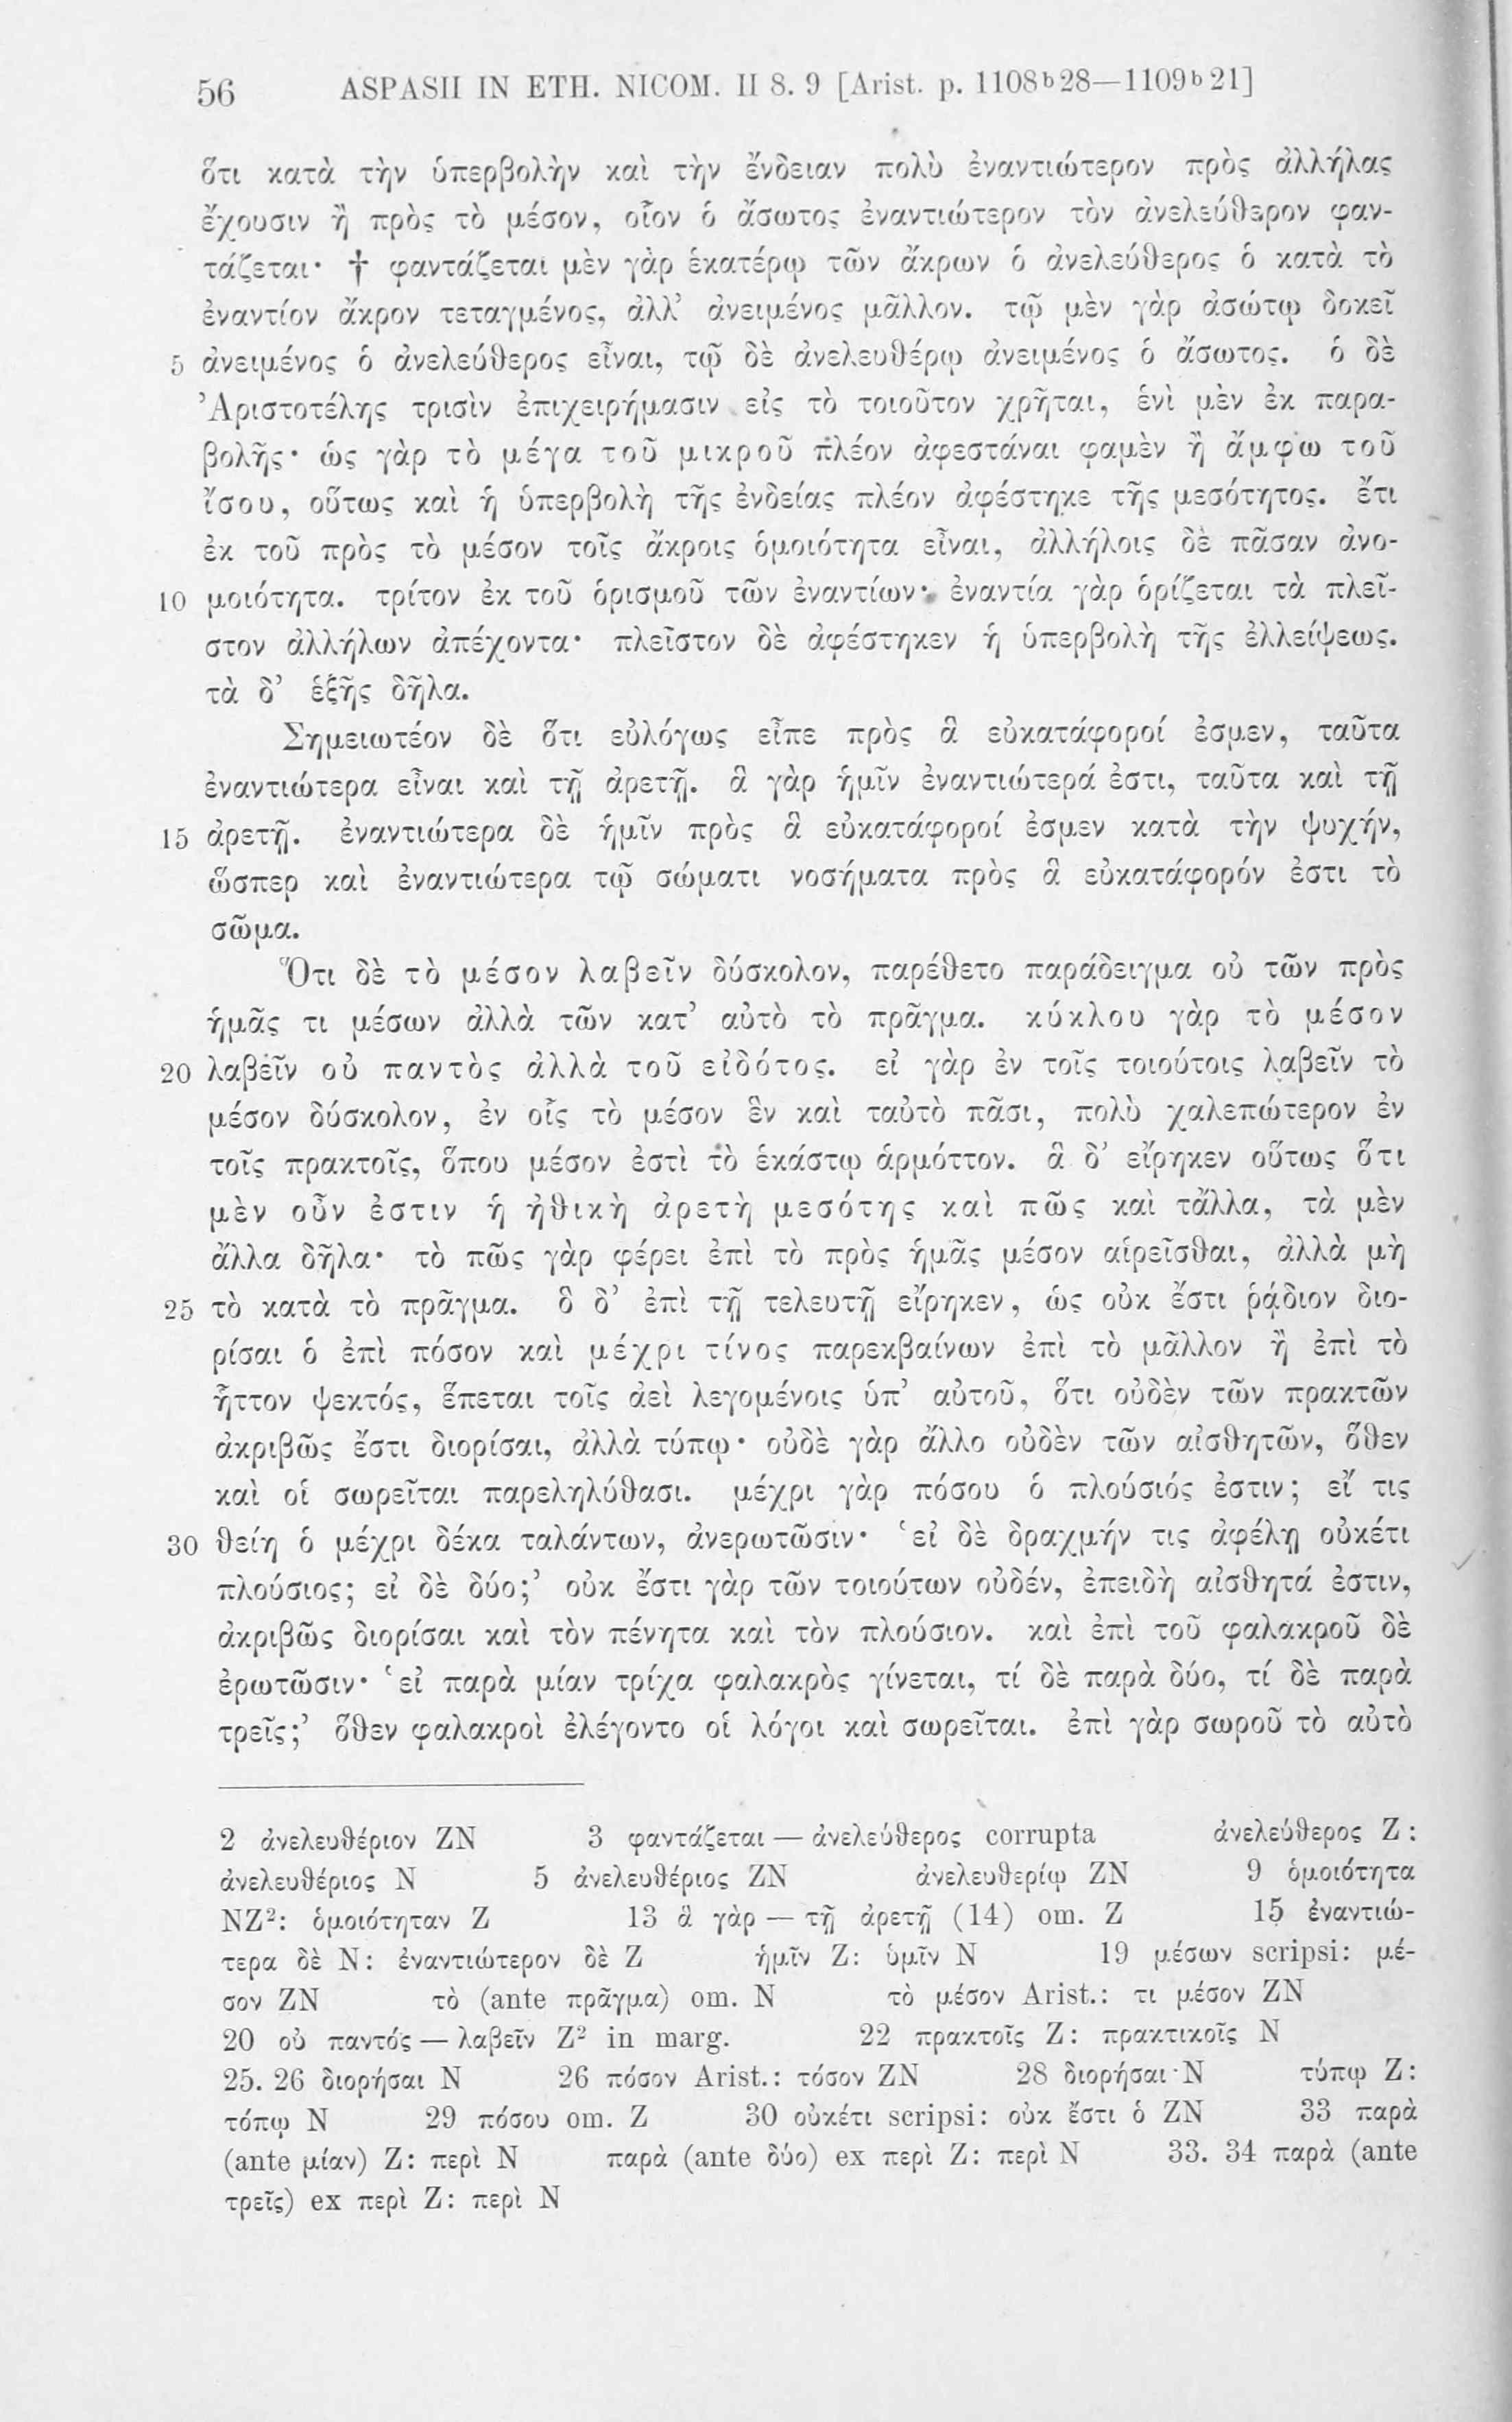 56 ASPASII IN ETH. NICOM. II 8. 9 [Arist. p. 1108ᵇ28—1109ᵇ21]
ὅτι κατὰ τὴν ὑπερβολὴν καὶ τὴν ἔνδειαν πολὺ ἐναντιώτερον πρὸς ἀλλήλας
ἔχουσιν ἢ πρὸς τὸ μέσον, οἷον ὁ ἄσωτος ἐναντιώτερον τὸν ἀνελεύθερον φαν-
τάζεται· † φαντάζεται μὲν γὰρ ἑκατέρῳ τῶν ἄκρων ὁ ἀνελεύθερος ὁ κατὰ τὸ
ἐναντίον ἄκρον τεταγμένος, ἀλλ’ ἀνειμένος μᾶλλον. τῷ μὲν γὰρ ἀσώτῳ δοκεῖ
5 ἀνειμένος ὁ ἀνελεύθερος εἶναι, τῷ δὲ ἀνελευθέρῳ ἀνειμένος ὁ ἄσωτος. ὁ δὲ
Ἀριστοτέλης τρισὶν ἐπιχειρήμασιν εἰς τὸ τοιοῦτον χρῆται, ἑνὶ μὲν ἐκ παρα-
βολῆς· ὡς γὰρ τὸ μέγα τοῦ μικροῦ πλέον ἀφεστάναι φαμὲν ἢ ἄμφω τοῦ
ἴσου, οὕτως καὶ ἡ ὑπερβολὴ τῆς ἐνδείας πλέον ἀφέστηκε τῆς μεσότητος. ἔτι
ἐκ τοῦ πρὸς τὸ μέσον τοῖς ἄκροις ὁμοιότητα εἶναι, ἀλλήλοις δὲ πᾶσαν ἀνο-
10 μοιότητα. τρίτον ἐκ τοῦ ὁρισμοῦ τῶν ἐναντίων· ἐναντία γὰρ ὁρίζεται τὰ πλεῖ-
στον ἀλλήλων ἀπέχοντα· πλεῖστον δὲ ἀφέστηκεν ἡ ὑπερβολὴ τῆς ἐλλείψεως.
τὰ δ’ ἑξῆς δῆλα.
Σημειωτέον δὲ ὅτι εὐλόγως εἶπε πρὸς ἃ εὐκατάφοροί ἐσμεν, ταῦτα
ἐναντιώτερα εἶναι καὶ τῇ ἀρετῇ. ἃ γὰρ ἡμῖν ἐναντιώτερά ἐστι, ταῦτα καὶ τῇ
15 ἀρετῇ. ἐναντιώτερα δὲ ἡμῖν πρὸς ἃ εὐκατάφοροί ἐσμεν κατὰ τὴν ψυχήν,
ὥσπερ καὶ ἐναντιώτερα τῷ σώματι νοσήματα πρὸς ἃ εὐκατάφορόν ἐστι τὸ
σῶμα.
Ὅτι δὲ τὸ μέσον λαβεῖν δύσκολον, παρέθετο παράδειγμα οὐ τῶν πρὸς
ἡμᾶς τι μέσων ἀλλὰ τῶν κατ’ αὐτὸ τὸ πρᾶγμα. κύκλου γὰρ τὸ μέσον
20 λαβεῖν οὐ παντὸς ἀλλὰ τοῦ εἰδότος. εἰ γὰρ ἐν τοῖς τοιούτοις λαβεῖν τὸ
μέσον δύσκολον, ἐν οἷς τὸ μέσον ἓν καὶ ταὐτὸ πᾶσι, πολὺ χαλεπώτερον ἐν
τοῖς πρακτοῖς, ὅπου μέσον ἐστὶ τὸ ἑκάστῳ ἁρμόττον. ἃ δ’ εἴρηκεν οὕτως ὅτι
μὲν οὖν ἐστιν ἡ ἠθικὴ ἀρετὴ μεσότης καὶ πῶς καὶ τἄλλα, τὰ μὲν
ἄλλα δῆλα· τὸ πῶς γὰρ φέρει ἐπὶ τὸ πρὸς ἡμᾶς μέσον αἱρεῖσθαι, ἀλλὰ μὴ
25 τὸ κατὰ τὸ πρᾶγμα. ὃ δ’ ἐπὶ τῇ τελευτῇ εἴρηκεν, ὡς οὐκ ἔστι ῥᾴδιον διο-
ρίσαι ὁ ἐπὶ πόσον καὶ μέχρι τίνος παρεκβαίνων ἐπὶ τὸ μᾶλλον ἢ ἐπὶ τὸ
ἧττον ψεκτός, ἕπεται τοῖς ἀεὶ λεγομένοις ὑπ’ αὐτοῦ, ὅτι οὐδὲν τῶν πρακτῶν
ἀκριβῶς ἔστι διορίσαι, ἀλλὰ τύπῳ· οὐδὲ γὰρ ἄλλο οὐδὲν τῶν αἰσθητῶν, ὅθεν
καὶ οἱ σωρεῖται παρεληλύθασι. μέχρι γὰρ πόσου ὁ πλούσιός ἐστιν; εἴ τις
30 θείη ὁ μέχρι δέκα ταλάντων, ἀνερωτῶσιν· ‘εἰ δὲ δραχμήν τις ἀφέλῃ οὐκέτι
πλούσιος; εἰ δὲ δύο;’ οὐκ ἔστι γὰρ τῶν τοιούτων οὐδέν, ἐπειδὴ αἰσθητά ἐστιν,
ἀκριβῶς διορίσαι καὶ τὸν πένητα καὶ τὸν πλούσιον. καὶ ἐπὶ τοῦ φαλακροῦ δὲ
ἐρωτῶσιν· ‘εἰ παρὰ μίαν τρίχα φαλακρὸς γίνεται, τί δὲ παρὰ δύο, τί δὲ παρὰ
τρεῖς;’ ὅθεν φαλακροὶ ἐλέγοντο οἱ λόγοι καὶ σωρεῖται. ἐπὶ γὰρ σωροῦ τὸ αὐτὸ
2 ἀνελευθέριον ZN 3 φαντάζεται — ἀνελεύθερος corrupta ἀνελεύθερος Z:
ἀνελευθέριος N 5 ἀνελευθέριος ZN ἀνελευθερίῳ ZN 9 ὁμοιότητα
NZ²: ὁμοιότηταν Z 13 ἃ γὰρ — τῇ ἀρετῇ (14) om. Z 15 ἐναντιώ-
τερα δὲ N: ἐναντιώτερον δὲ Z ἡμῖν Z: ὑμῖν N 19 μέσων scripsi: μέ-
σον ZN τὸ (ante πρᾶγμα) om. N τὸ μέσον Arist.: τι μέσον ZN
20 οὐ παντός — λαβεῖν Z² in marg. 22 πρακτοῖς Z: πρακτικοῖς N
25. 26 διορήσαι N 26 πόσον Arist.: τόσον ZN 28 διορήσαι N τύπῳ Z:
τόπῳ N 29 πόσου om. Z 30 οὐκέτι scripsi: οὐκ ἔστι ὁ ZN 33 παρὰ
(ante μίαν) Z: περὶ N παρὰ (ante δύο) ex περὶ Z: περὶ N 33. 34 παρὰ (ante
τρεῖς) ex περὶ Z: περὶ N